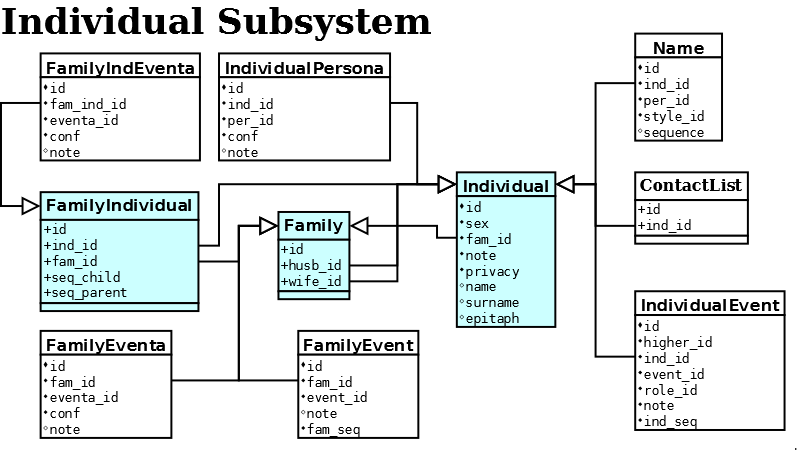 Individual Subsystem
FamilyIndEventa
id
fam_ind_id
eventa_id
conf
note
IndividualPersona
id
ind_id
per_id
conf
note
Name
id
ind_id
per_id
style_id
sequence
FamilyIndividual
+id
+ind_id
+fam_id
+seq_child
+seq_parent
Family
+id
+husb_id
+wife_id
Individual
id
sex
fam_id
note
privacy
name
surname
epitaph
ContactList
+id
+ind_id
FamilyEventa
id
fam_id
eventa_id
conf
note
FamilyEvent
id
fam_id
event_id
note
fam_seq
IndividualEvent
id
higher_id
ind_id
event_id
role_id
note
ind_seq